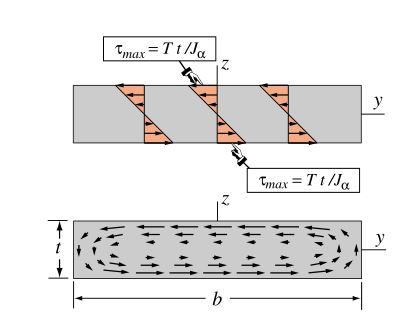 τmax = T t / Jα
z
y
τmax = T t / Jα
z
y
t
b